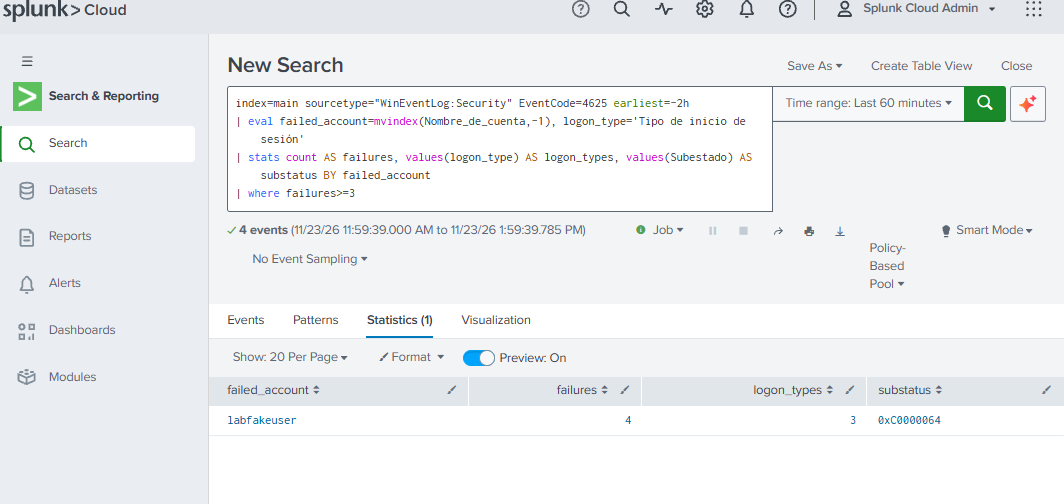 splunk> Cloud
Splunk Cloud Admin
Search & Reporting
Search
Datasets
Reports
Alerts
Dashboards
Modules
New Search
Save As
Create Table View
Close
index=main sourcetype="WinEventLog:Security" EventCode=4625 earliest=-2h
| eval failed_account=mvindex(Nombre_de_cuenta,-1), logon_type='Tipo de inicio de
sesión'
| stats count AS failures, values(logon_type) AS logon_types, values(Subestado) AS
substatus BY failed_account
| where failures>=3
Time range: Last 60 minutes
4 events (11/23/26 11:59:39.000 AM to 11/23/26 1:59:39.785 PM)
Job
Policy-
Based
Pool
Smart Mode
No Event Sampling
Events
Patterns
Statistics (1)
Visualization
Show: 20 Per Page
Format
Preview: On
failed_account
failures
logon_types
substatus
labfakeuser
4
3
0xC0000064